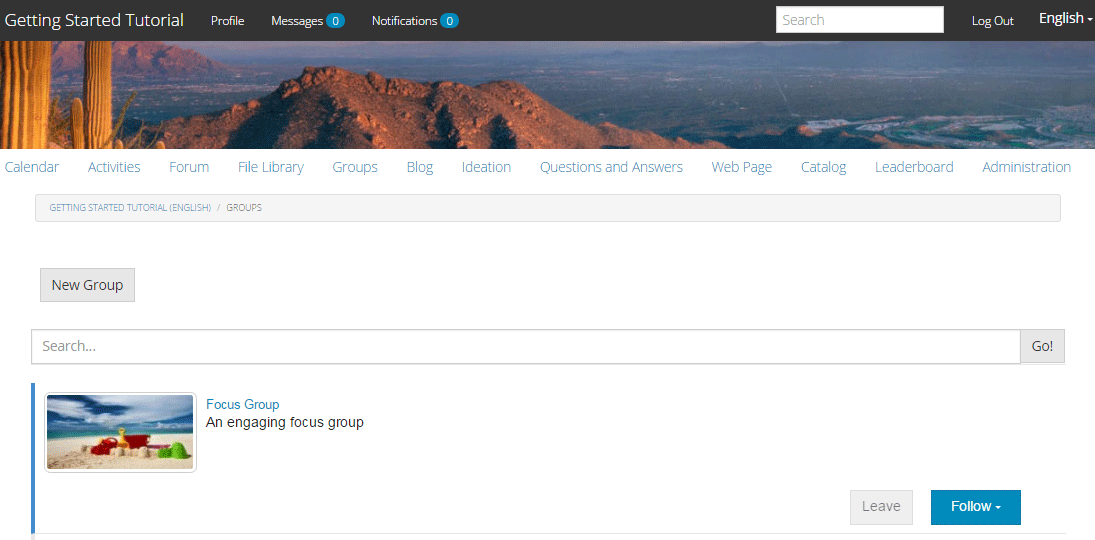 Getting Started Tutorial Profile Messages 0 Notifications 0 Search Log Out English
Calendar Activities Forum File Library Groups Blog Ideation Questions and Answers Web Page Catalog Leaderboard Administration
GETTING STARTED TUTORIAL (ENGLISH) / GROUPS
New Group
Search... Go!
Focus Group
An engaging focus group
Leave Follow